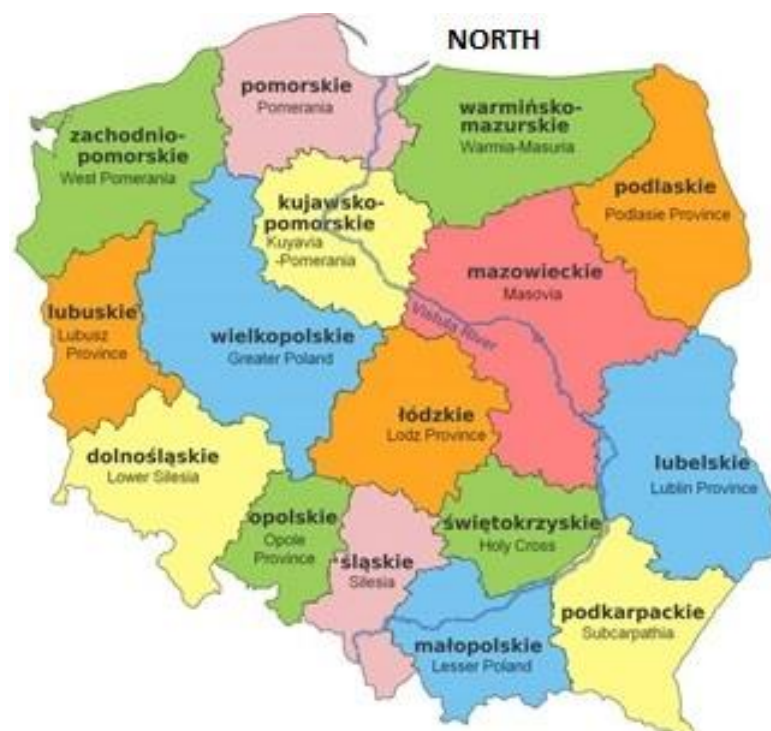 NORTH
pomorskie
Pomerania
zachodnio-
pomorskie
West Pomerania
warmińsko-
mazurskie
Warmia-Masuria
podlaskie
Podlasie Province
kujawsko-
pomorskie
Kuyavia
-Pomerania
mazowieckie
Masovia
lubuskie
Lubusz
Province
wielkopolskie
Greater Poland
Vistula River
łódzkie
Lodz Province
dolnośląskie
Lower Silesia
lubelskie
Lublin Province
opolskie
Opole
Province
śląskie
Silesia
świętokrzyskie
Holy Cross
podkarpackie
Subcarpathia
małopolskie
Lesser Poland